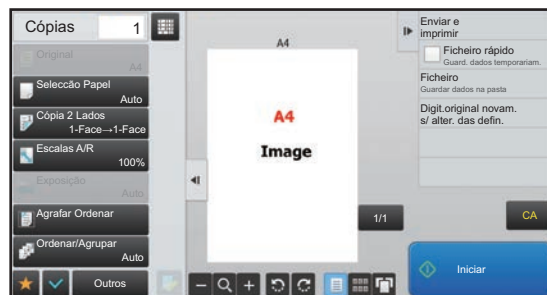 Cópias 1
Original
A4
Selecção Papel
Auto
Cópia 2 Lados
1-Face→1-Face
Escalas A/R
100%
Exposição
Auto
Agrafar Ordenar
Ordenar/Agrupar
Auto
Outros
A4
A4
Image
1/1
Enviar e
imprimir
Ficheiro rápido
Guard. dados temporariam.
Ficheiro
Guardar dados na pasta
Digit.original novam.
s/ alter. das defin.
CA
Iniciar